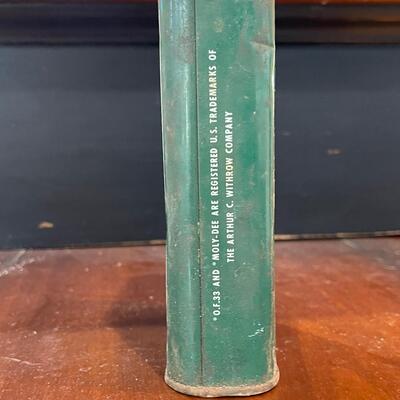 *O.F.33 AND *MOLY-DEE ARE REGISTERED U.S. TRADEMARKS OF
THE ARTHUR C. WITHROW COMPANY